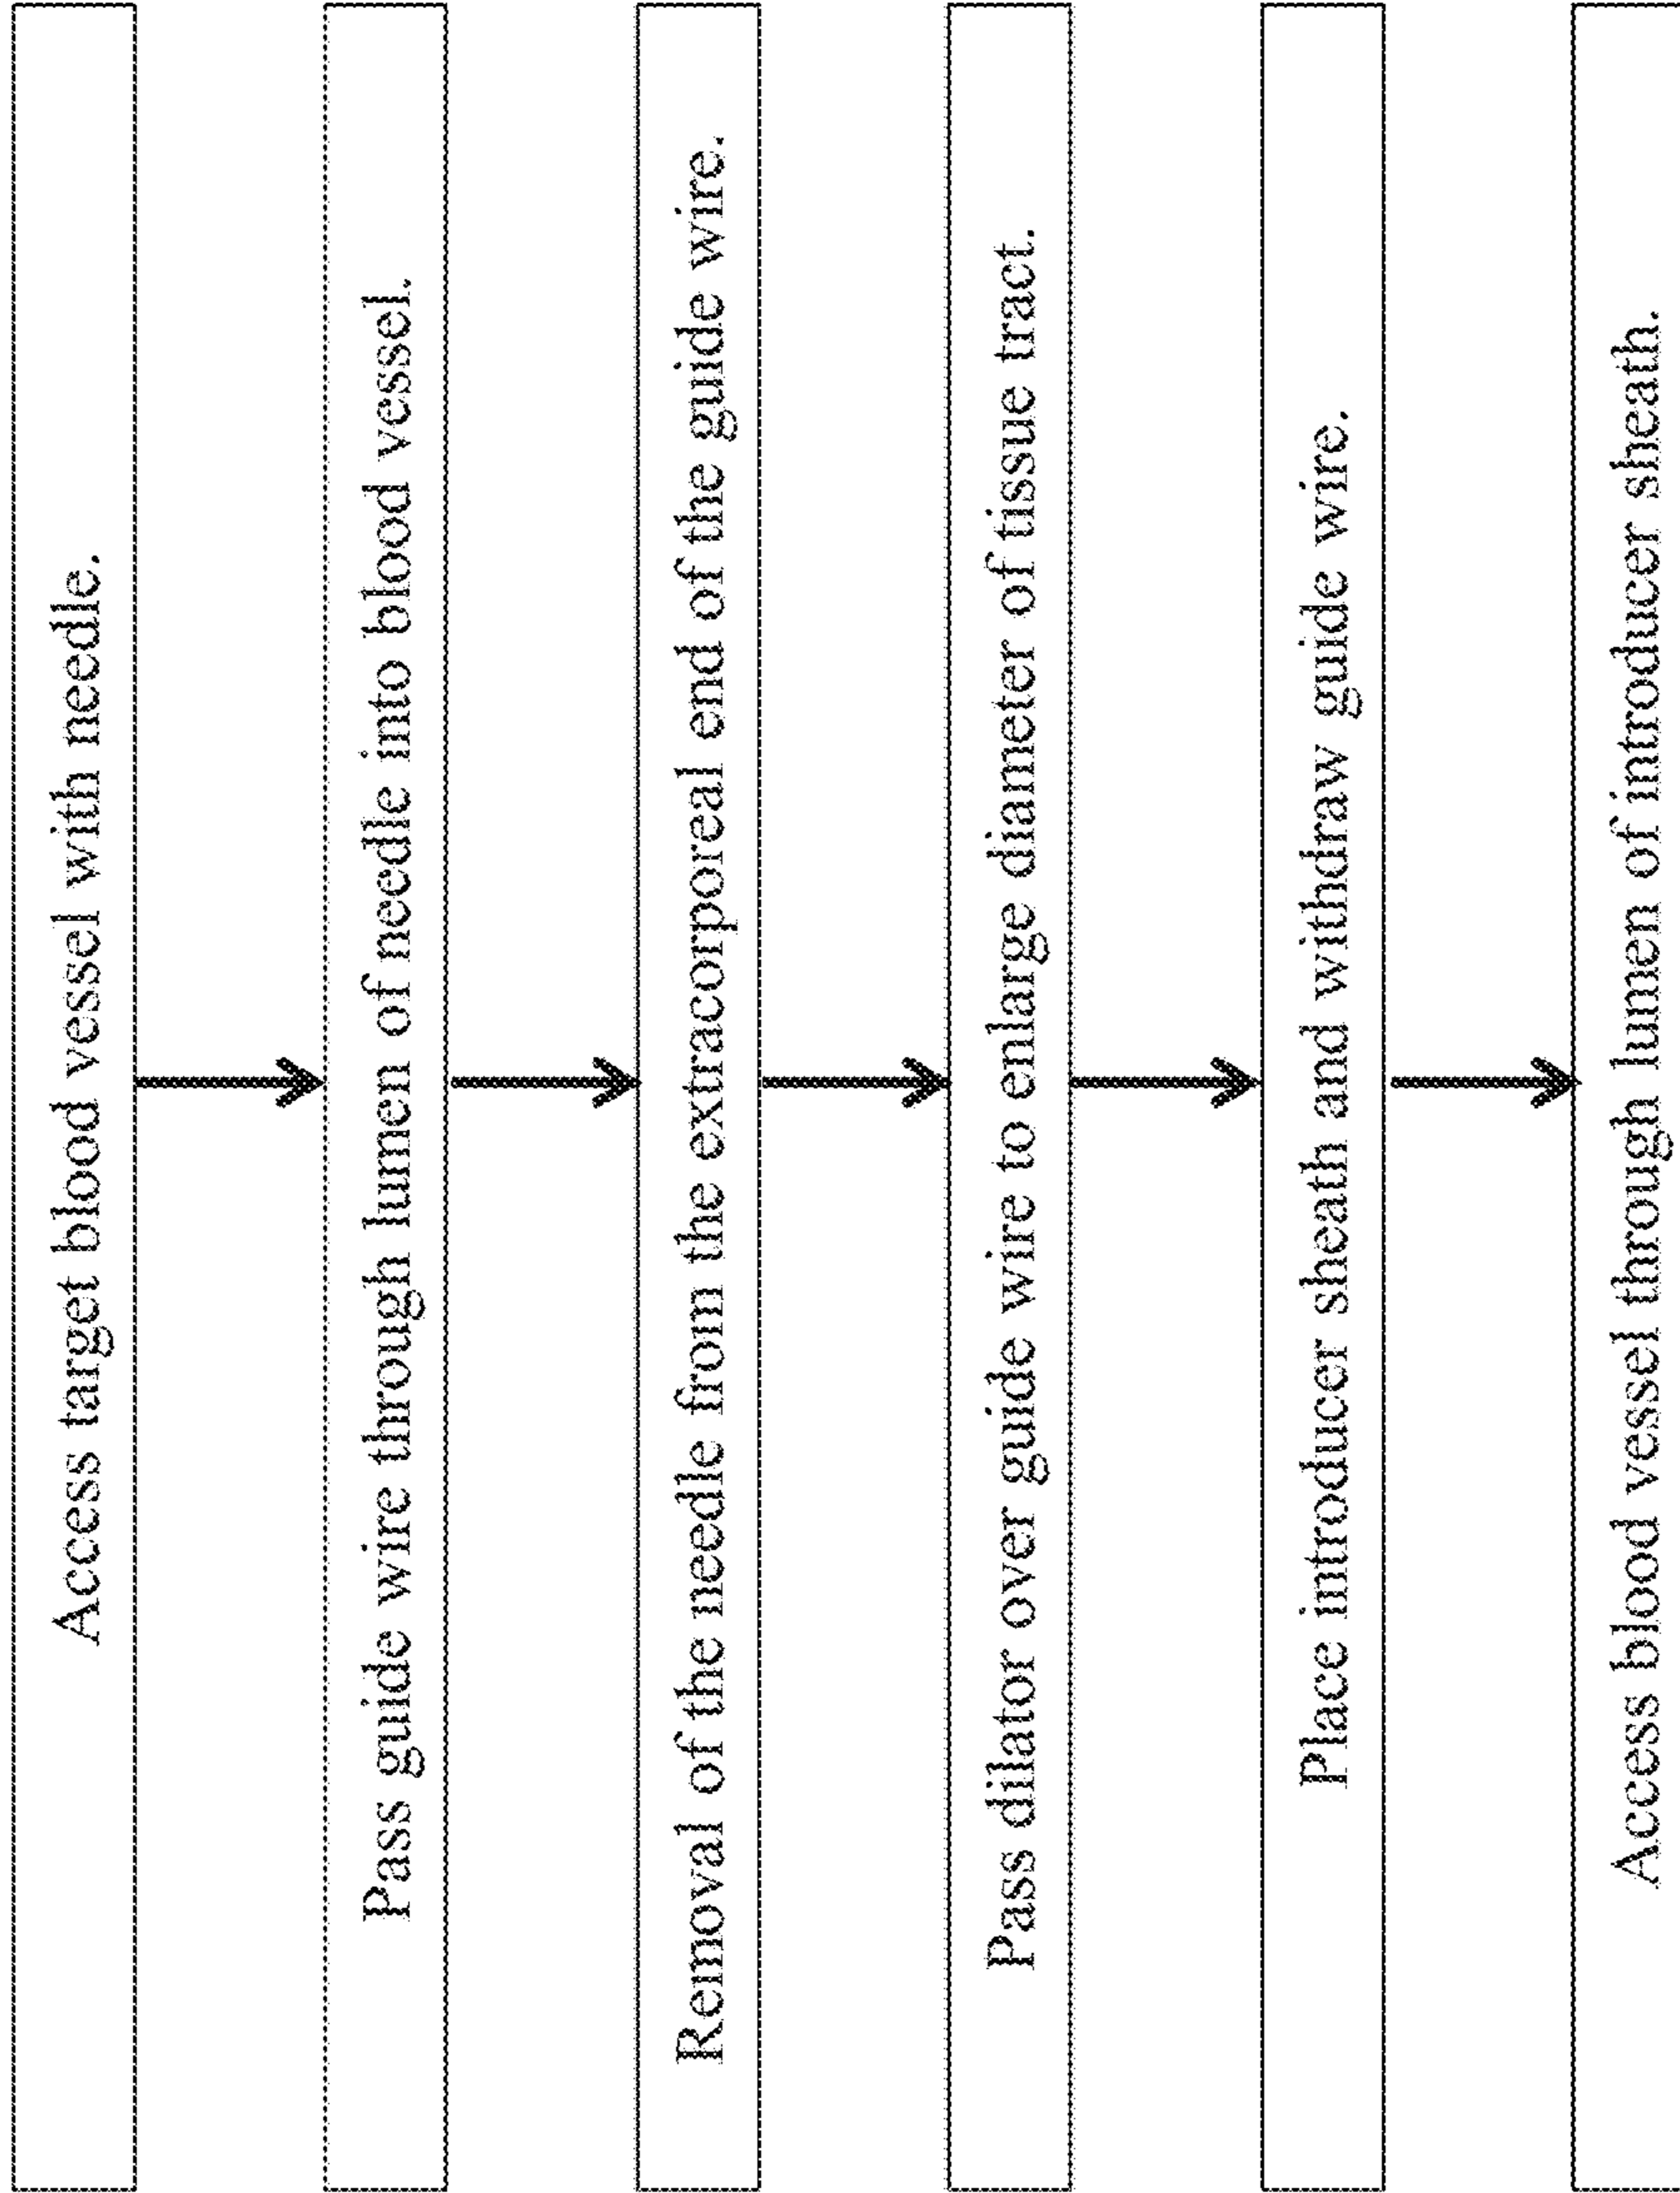 Access target blood vessel with needle.
Pass guide wire through lumen of needle into blood vessel.
Removal of the needle from the extracorporeal end of the guide wire.
Pass dilator over guide wire to enlarge diameter of tissue tract.
Place introducer sheath and withdraw guide wire.
Access blood vessel through lumen of introducer sheath.